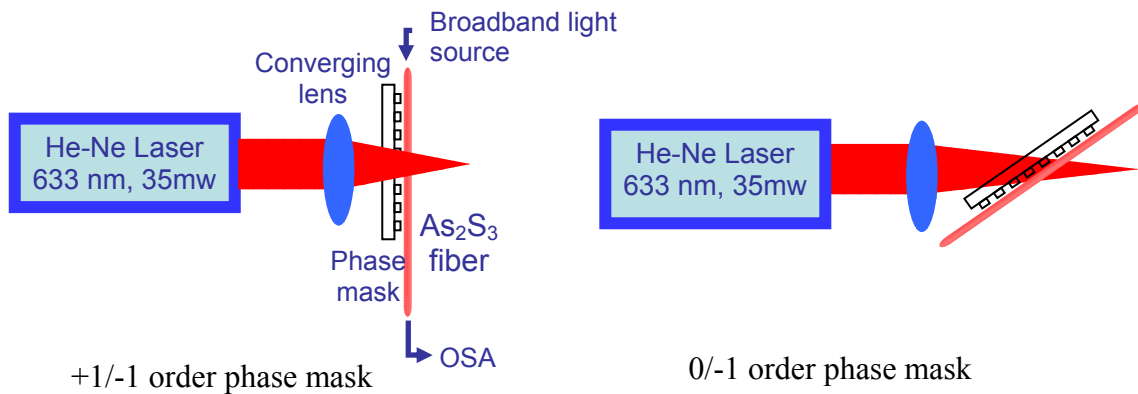 Broadband light
source
Converging
lens
He-Ne Laser
633 nm, 35mw
As₂S₃
fiber
Phase
mask
OSA
+1/-1 order phase mask
He-Ne Laser
633 nm, 35mw
0/-1 order phase mask